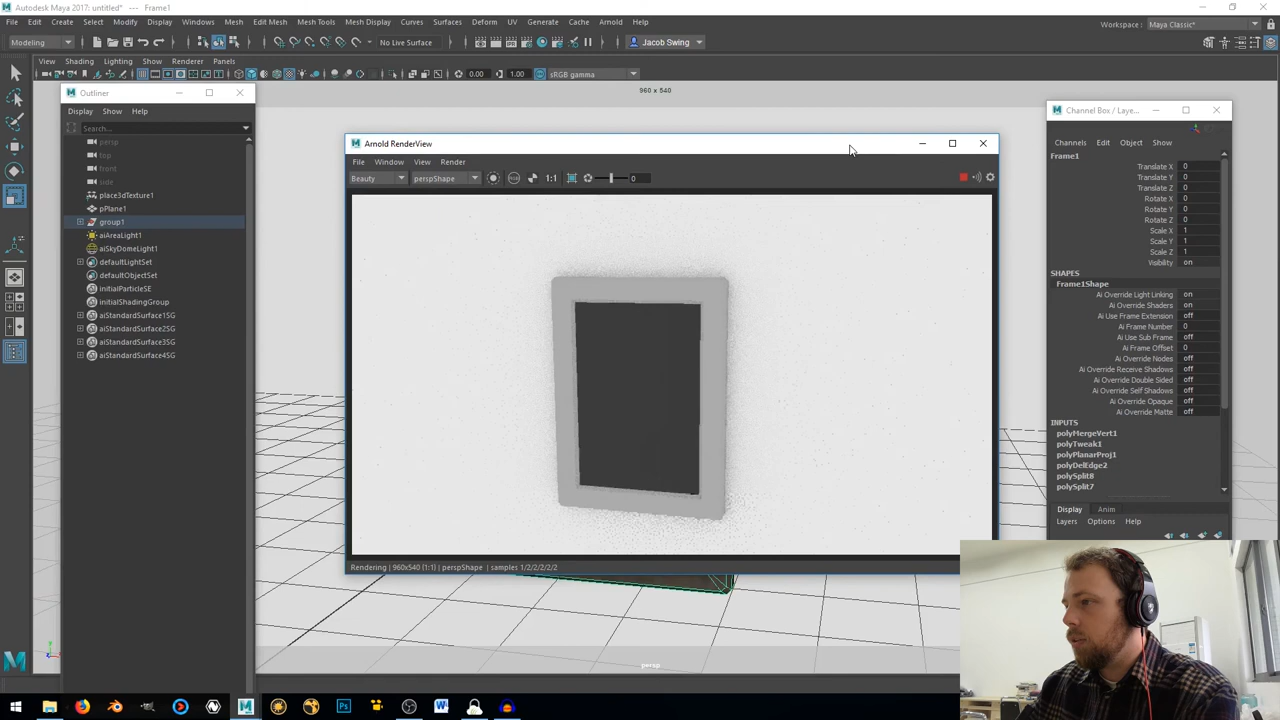 Autodesk Maya 2017: untitled* --- Frame1
File Edit Create Select Modify Display Windows Mesh Edit Mesh Mesh Tools Mesh Display Curves Surfaces Deform UV Generate Cache Arnold Help
Workspace: Maya Classic*
Modeling No Live Surface Jacob Swing
View Shading Lighting Show Renderer Panels
0.00 1.00 sRGB gamma
960 x 540
Outliner
Display Show Help
Search...
persp
top
front
side
place3dTexture1
pPlane1
group1
aiAreaLight1
aiSkyDomeLight1
defaultLightSet
defaultObjectSet
initialParticleSE
initialShadingGroup
aiStandardSurface1SG
aiStandardSurface2SG
aiStandardSurface3SG
aiStandardSurface4SG
Arnold RenderView
File Window View Render
Beauty perspShape 1:1 0
Rendering | 960x540 (1:1) | perspShape | samples 1/2/2/2/2/2
persp
Channel Box / Laye...
Channels Edit Object Show
Frame1
Translate X 0
Translate Y 0
Translate Z 0
Rotate X 0
Rotate Y 0
Rotate Z 0
Scale X 1
Scale Y 1
Scale Z 1
Visibility on
SHAPES
Frame1Shape
Ai Override Light Linking on
Ai Override Shaders on
Ai Use Frame Extension off
Ai Frame Number 0
Ai Use Sub Frame off
Ai Frame Offset 0
Ai Override Nodes off
Ai Override Receive Shadows off
Ai Override Double Sided off
Ai Override Self Shadows off
Ai Override Opaque off
Ai Override Matte off
INPUTS
polyMergeVert1
polyTweak1
polyPlanarProj1
polyDelEdge2
polySplit8
polySplit7
Display Anim
Layers Options Help